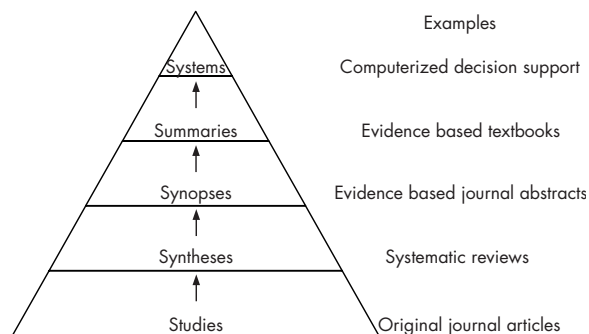 Examples
Systems Computerized decision support
Summaries Evidence based textbooks
Synopses Evidence based journal abstracts
Syntheses Systematic reviews
Studies Original journal articles